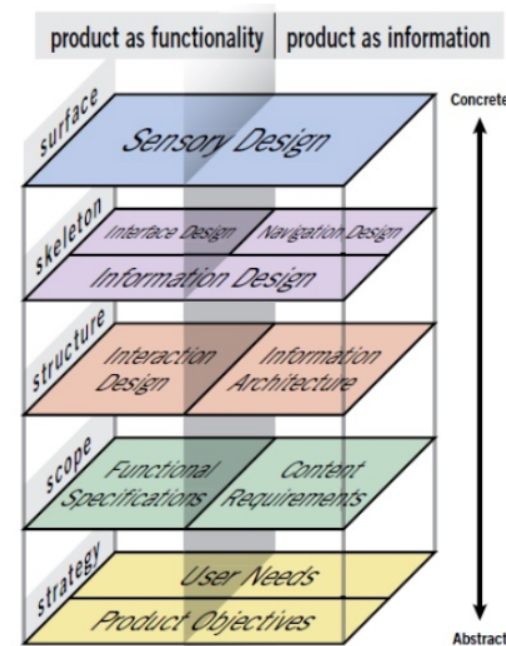 product as functionality product as information
Concrete
surface
Sensory Design
skeleton
Interface Design Navigation Design
Information Design
structure
Interaction Information
Design Architecture
scope
Functional Content
Specifications Requirements
strategy
User Needs
Product Objectives
Abstract